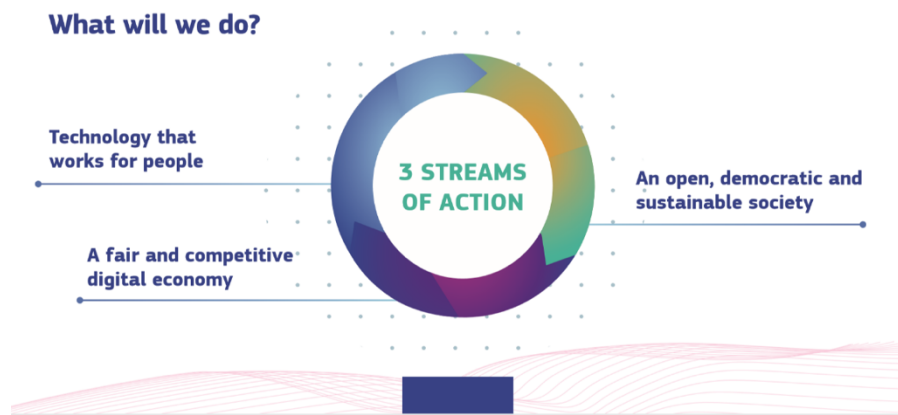 What will we do?
Technology that
works for people
A fair and competitive
digital economy
3 STREAMS
OF ACTION
An open, democratic and
sustainable society